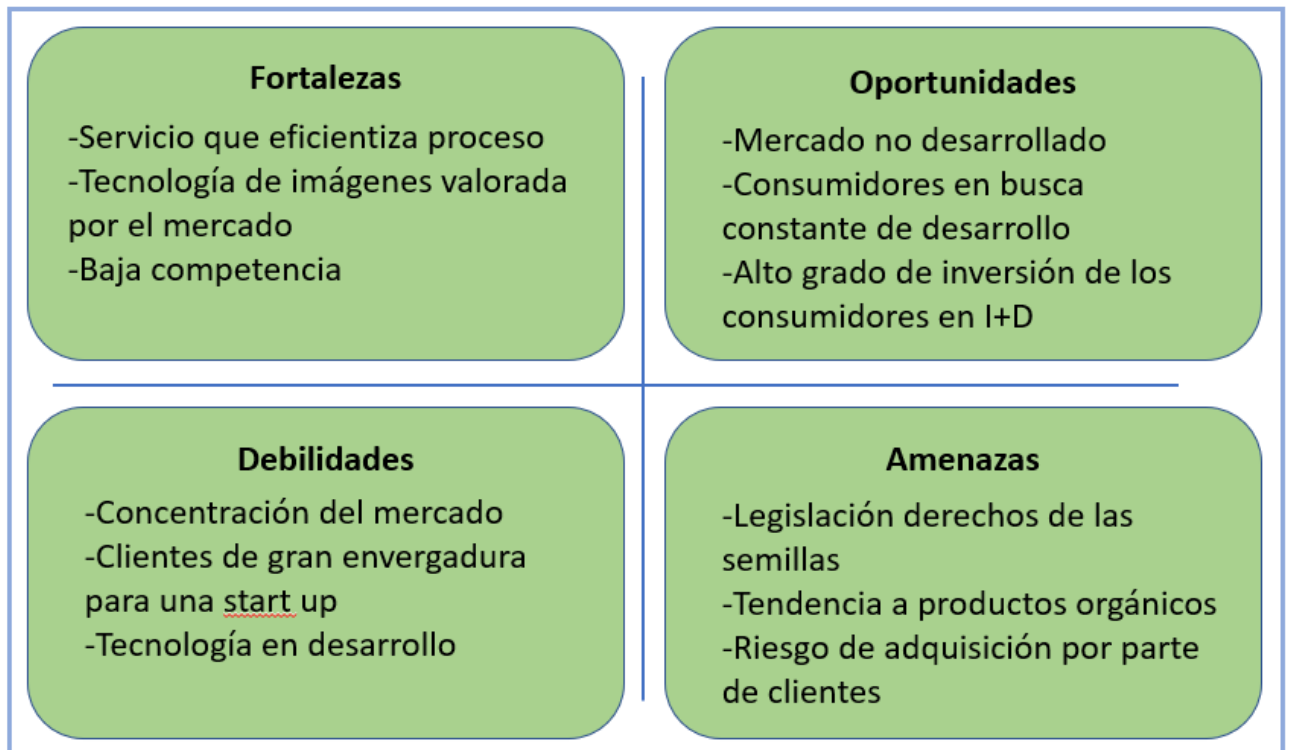 Fortalezas
-Servicio que eficientiza proceso
-Tecnología de imágenes valorada
por el mercado
-Baja competencia
Oportunidades
-Mercado no desarrollado
-Consumidores en busca
constante de desarrollo
-Alto grado de inversión de los
consumidores en I+D
Debilidades
-Concentración del mercado
-Clientes de gran envergadura
para una start up
-Tecnología en desarrollo
Amenazas
-Legislación derechos de las
semillas
-Tendencia a productos orgánicos
-Riesgo de adquisición por parte
de clientes